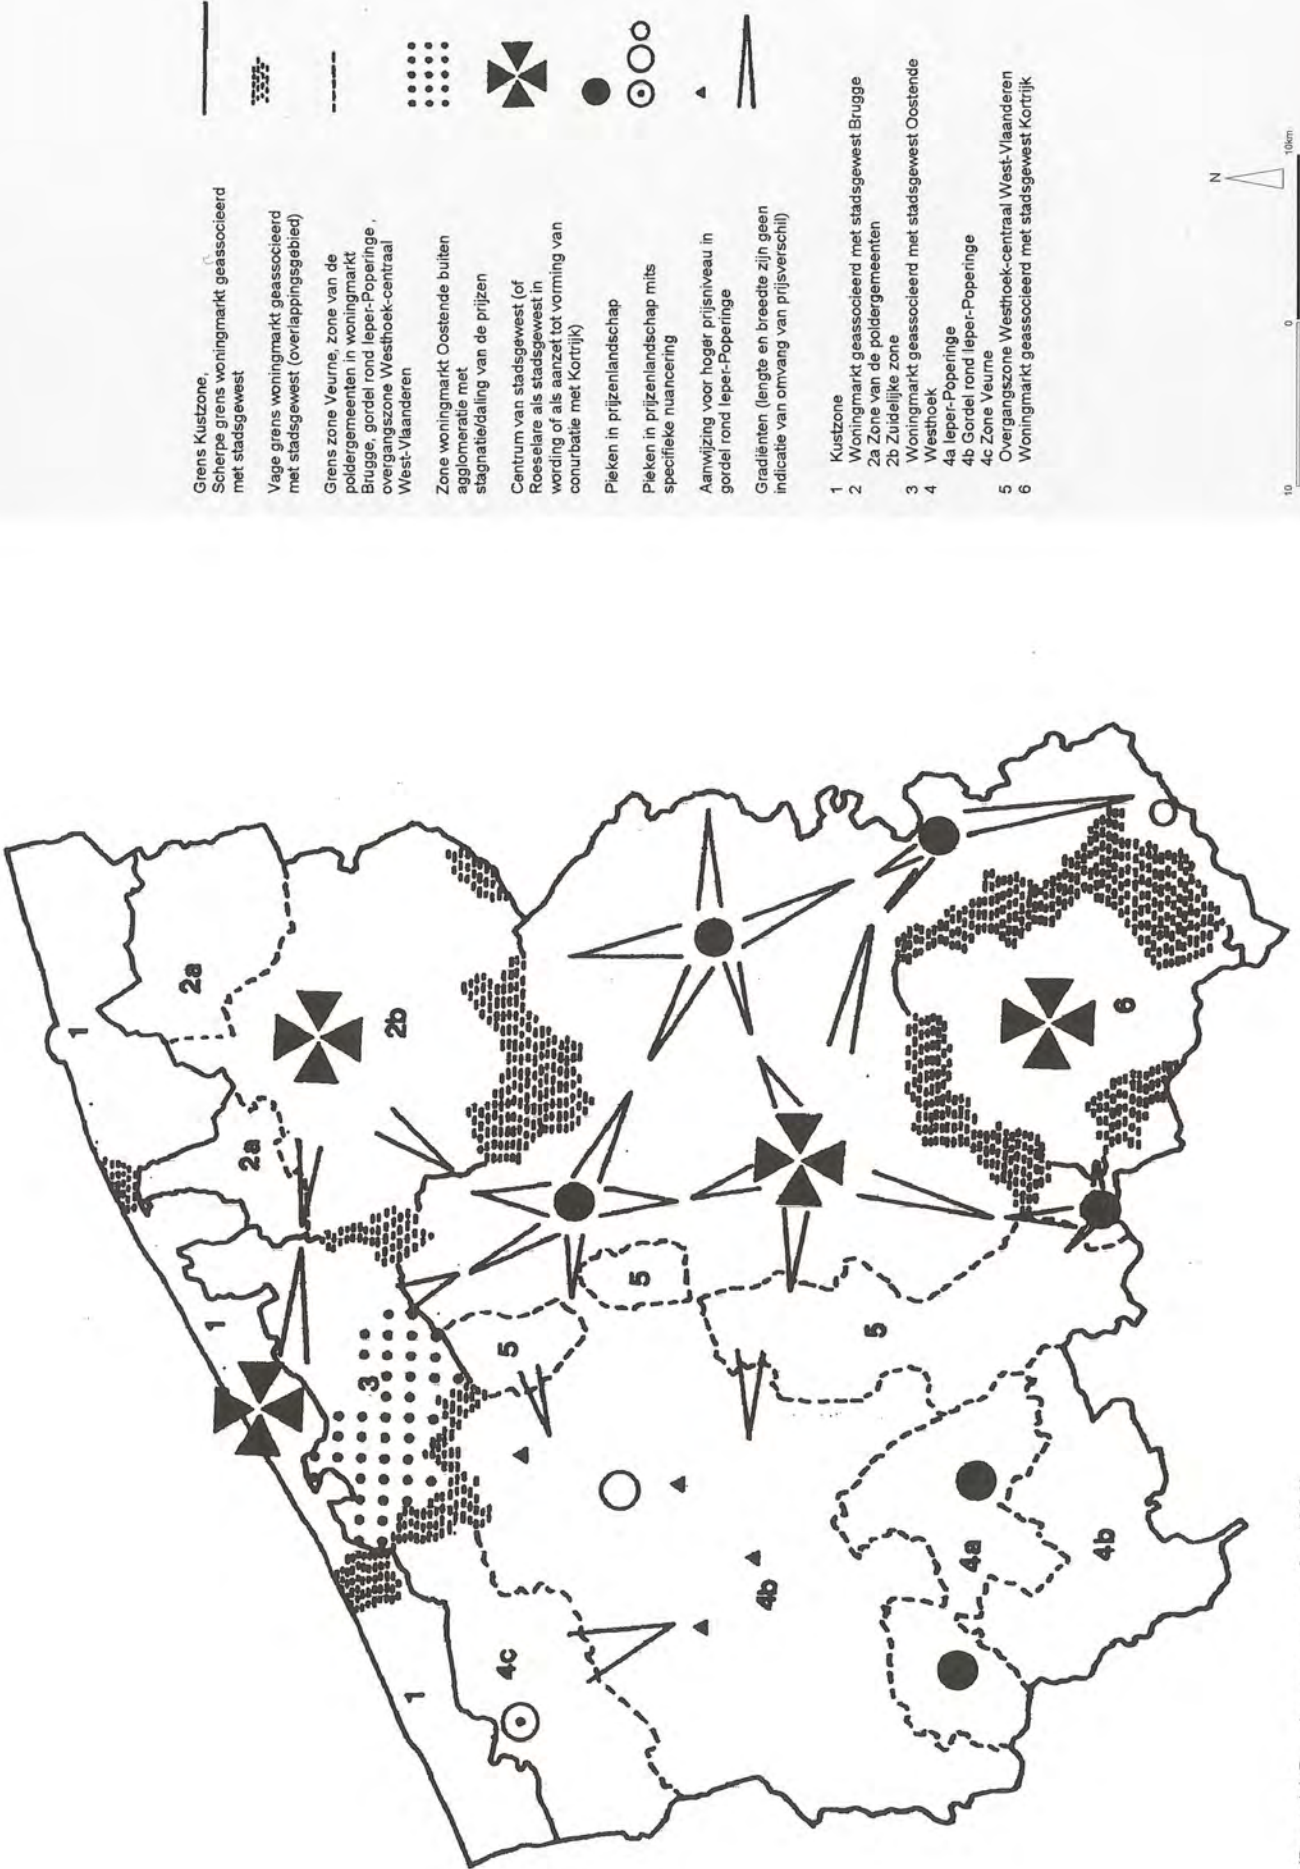 Grens Kustzone,
Scherpe grens woningmarkt geassocieerd
met stadsgewest
Vage grens woningmarkt geassocieerd
met stadsgewest (overlappingsgebied)
Grens zone Veurne, zone van de
poldergemeenten in woningmarkt
Brugge, gordel rond Ieper-Poperinge ,
overgangszone Westhoek-centraal
West-Vlaanderen
Zone woningmarkt Oostende buiten
agglomeratie met
stagnatie/daling van de prijzen
Centrum van stadsgewest (of
Roeselare als stadsgewest in
wording of als aanzet tot vorming van
conurbatie met Kortrijk)
Pieken in prijzenlandschap
Pieken in prijzenlandschap mits
specifieke nuancering
Aanwijzing voor hoger prijsniveau in
gordel rond Ieper-Poperinge
Gradiënten (lengte en breedte zijn geen
indicatie van omvang van prijsverschil)
1 Kustzone
2 Woningmarkt geassocieerd met stadsgewest Brugge
2a Zone van de poldergemeenten
2b Zuidelijke zone
3 Woningmarkt geassocieerd met stadsgewest Oostende
4 Westhoek
4a Ieper-Poperinge
4b Gordel rond Ieper-Poperinge
4c Zone Veurne
5 Overgangszone Westhoek-centraal West-Vlaanderen
6 Woningmarkt geassocieerd met stadsgewest Kortrijk
N
10 0 10km
1
2a
1
2a
2b
1
3
5
5
5
1
4c
4b
4a
4b
6